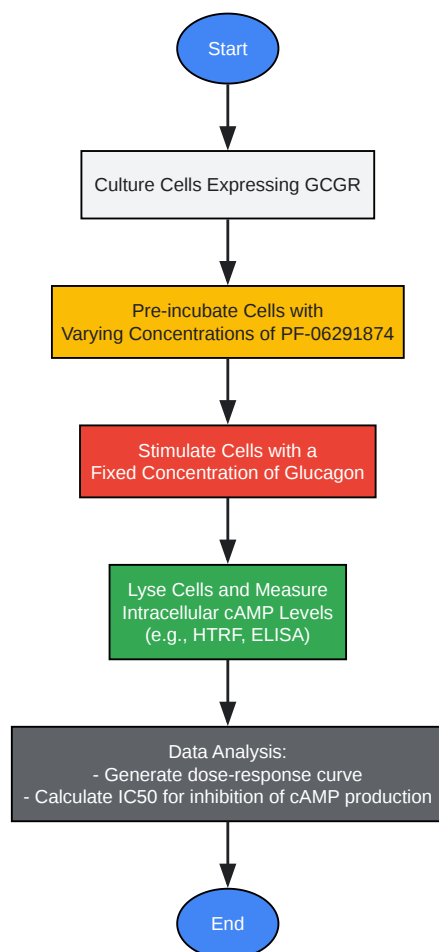 Start
Culture Cells Expressing GCGR
Pre-incubate Cells with
Varying Concentrations of PF-06291874
Stimulate Cells with a
Fixed Concentration of Glucagon
Lyse Cells and Measure
Intracellular cAMP Levels
(e.g., HTRF, ELISA)
Data Analysis:
- Generate dose-response curve
- Calculate IC50 for inhibition of cAMP production
End